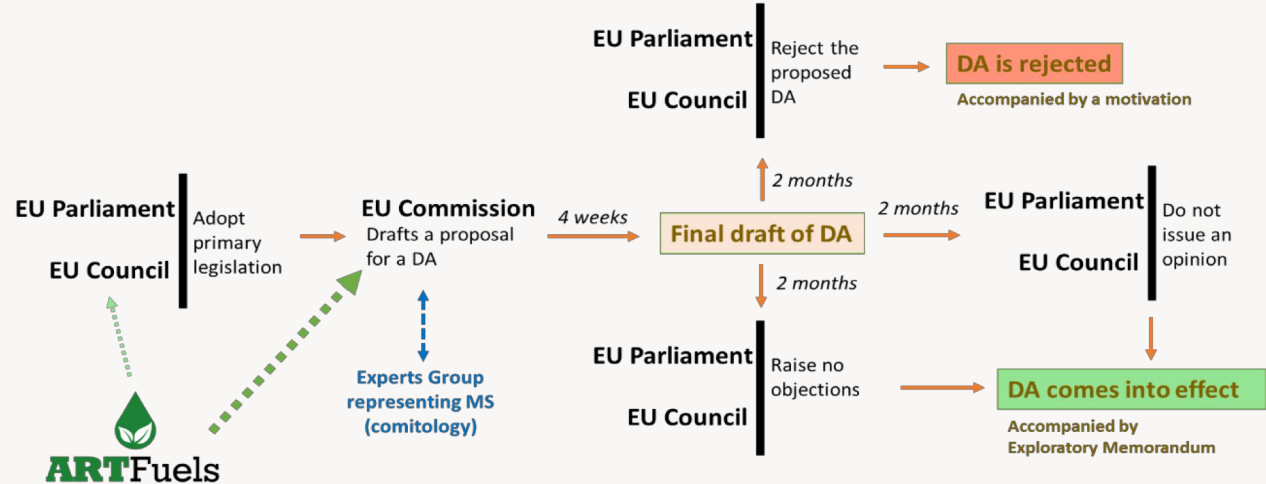 EU Parliament
EU Council
Adopt
primary
legislation
EU Commission
Drafts a proposal
for a DA
4 weeks
Experts Group
representing MS
(comitology)
ARTFuels
Final draft of DA
2 months
EU Parliament
EU Council
Reject the
proposed
DA
DA is rejected
Accompanied by a motivation
2 months
EU Parliament
EU Council
Do not
issue an
opinion
2 months
EU Parliament
EU Council
Raise no
objections
DA comes into effect
Accompanied by
Exploratory Memorandum